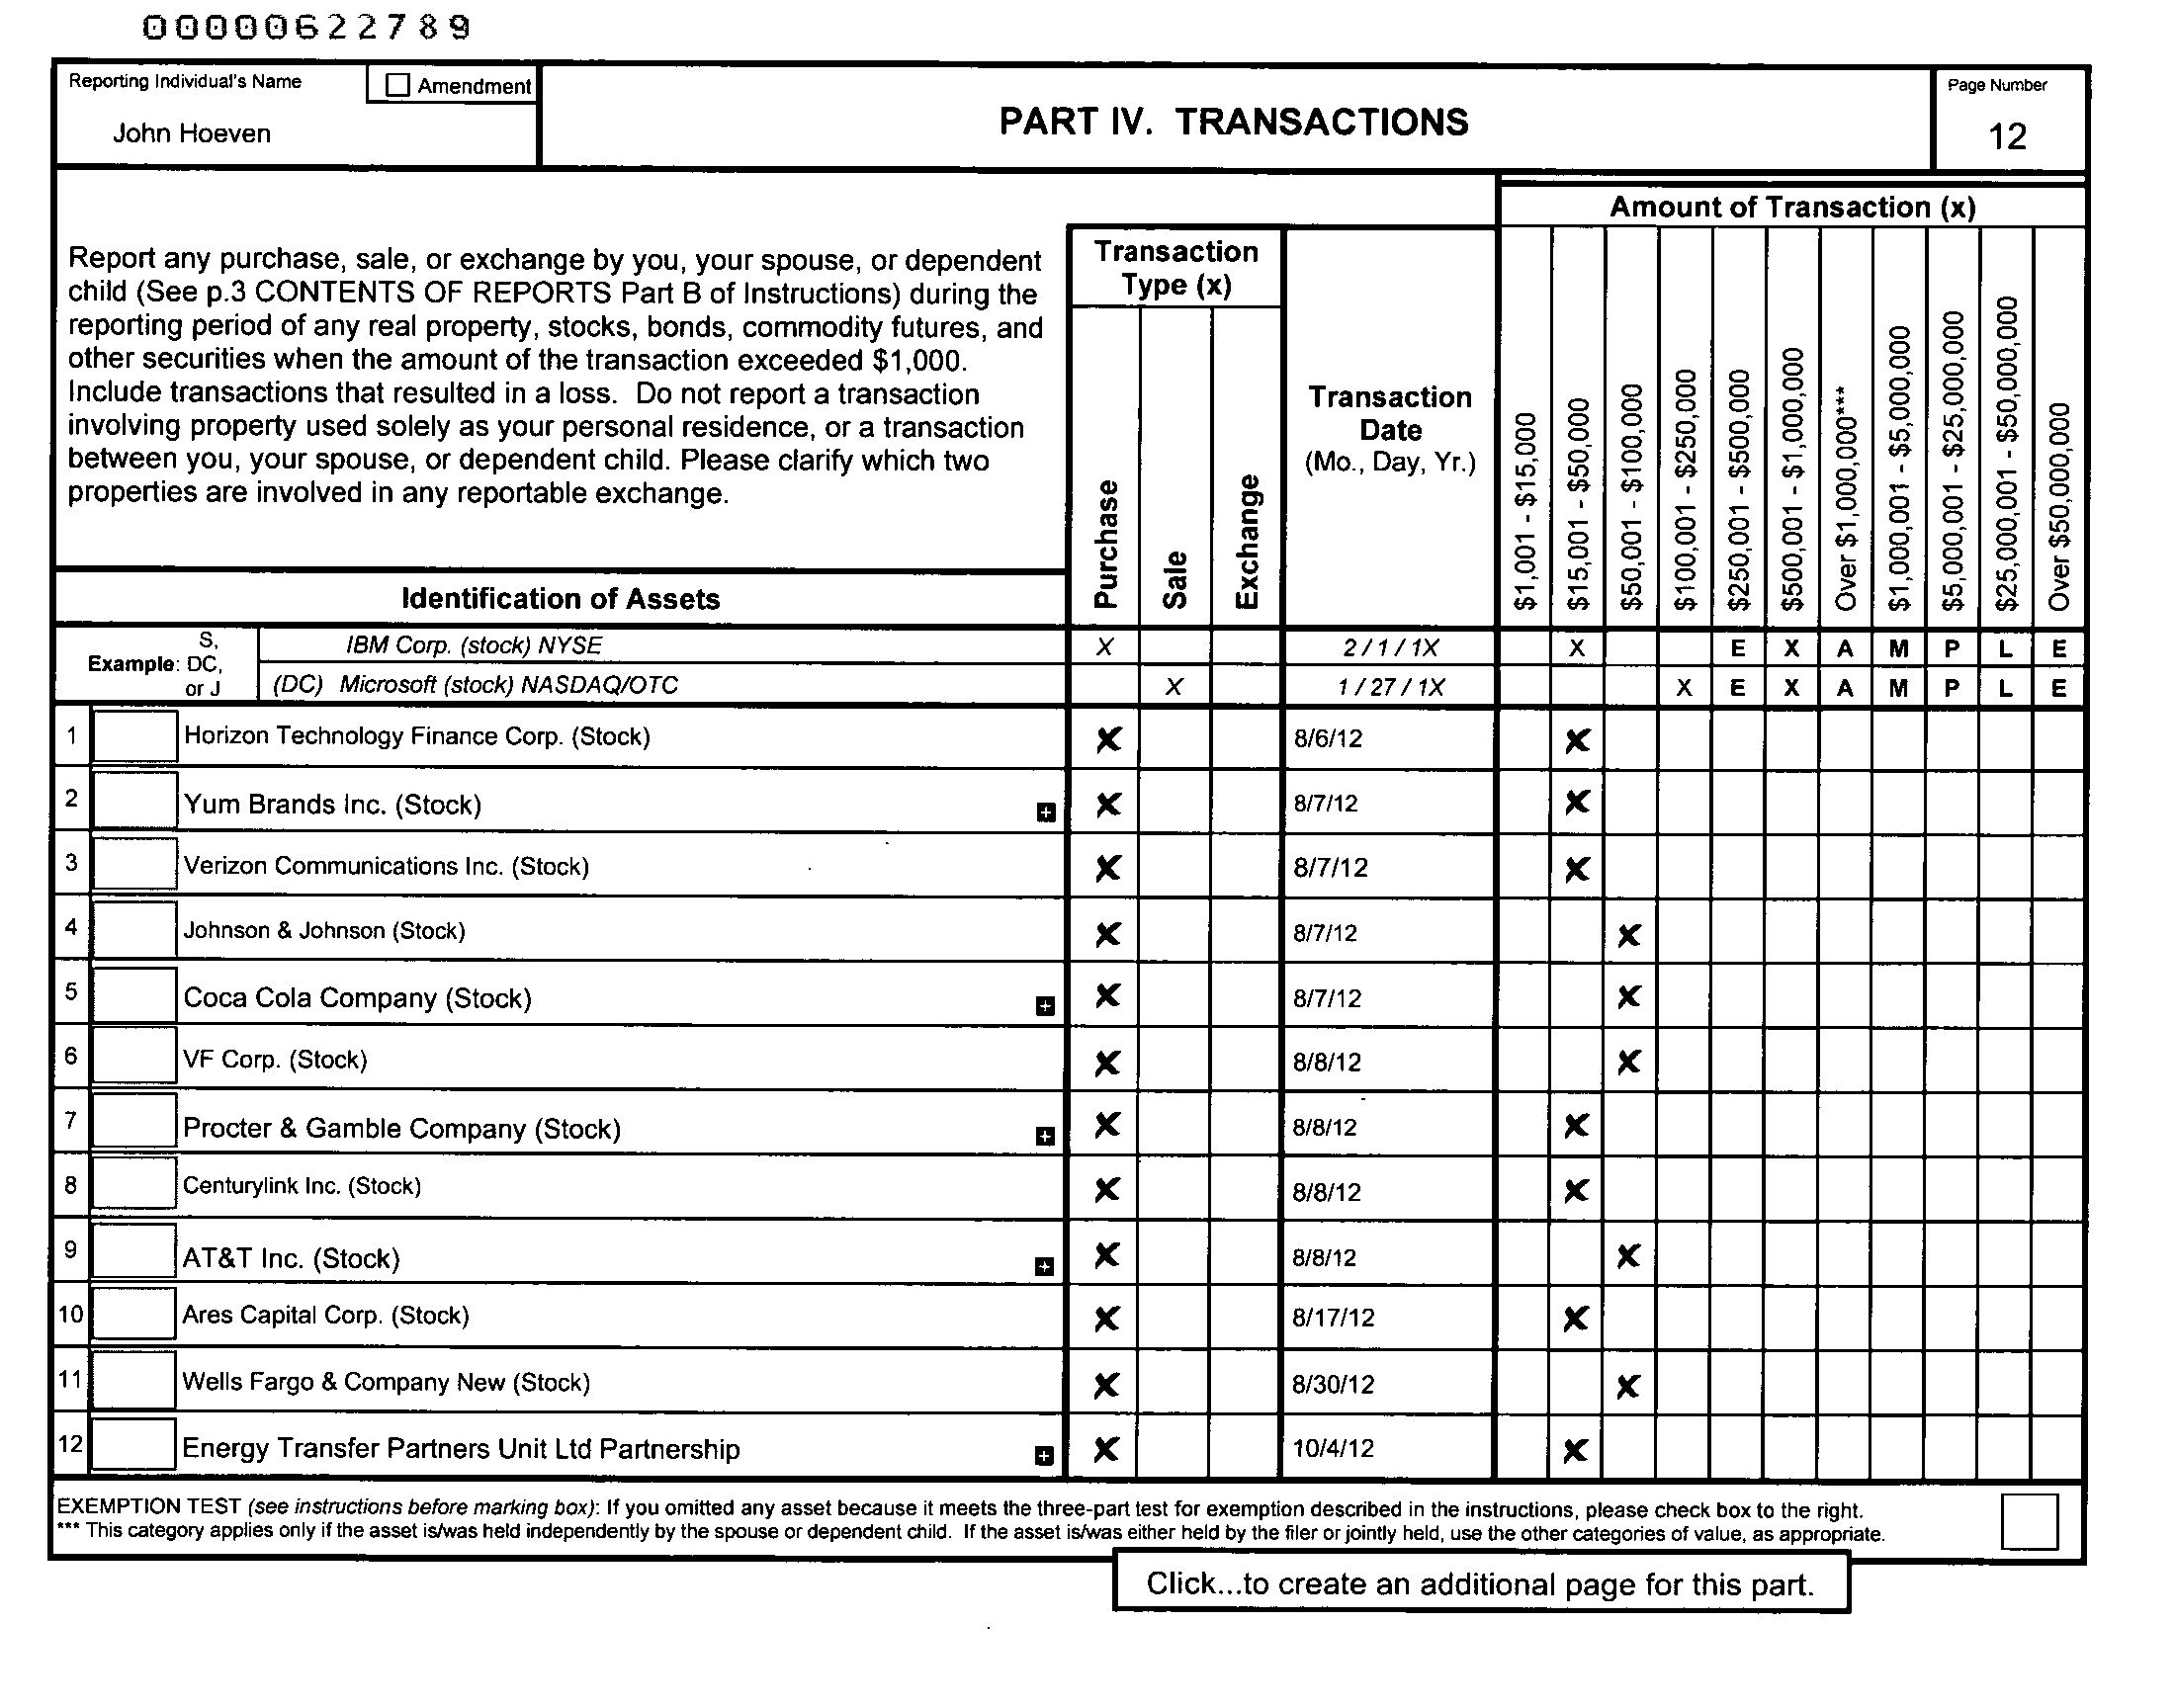 00000622789
Reporting Individual's Name
Amendment
John Hoeven
PART IV. TRANSACTIONS
Page Number
12
Report any purchase, sale, or exchange by you, your spouse, or dependent
child (See p.3 CONTENTS OF REPORTS Part B of Instructions) during the
reporting period of any real property, stocks, bonds, commodity futures, and
other securities when the amount of the transaction exceeded $1,000.
Include transactions that resulted in a loss. Do not report a transaction
involving property used solely as your personal residence, or a transaction
between you, your spouse, or dependent child. Please clarify which two
properties are involved in any reportable exchange.
Identification of Assets
Transaction
Type (x)
Purchase
Sale
Exchange
Transaction
Date
(Mo., Day, Yr.)
Amount of Transaction (x)
$1,001 - $15,000
$15,001 - $50,000
$50,001 - $100,000
$100,001 - $250,000
$250,001 - $500,000
$500,001 - $1,000,000
Over $1,000,000***
$1,000,001 - $5,000,000
$5,000,001 - $25,000,000
$25,000,001 - $50,000,000
Over $50,000,000
Example: S,
DC,
or J
IBM Corp. (stock) NYSE X 2 / 1 / 1X X E X A M P L E
(DC) Microsoft (stock) NASDAQ/OTC X 1 / 27 / 1X X E X A M P L E
1 Horizon Technology Finance Corp. (Stock) X 8/6/12 X
2 Yum Brands Inc. (Stock) + X 8/7/12 X
3 Verizon Communications Inc. (Stock) X 8/7/12 X
4 Johnson & Johnson (Stock) X 8/7/12 X
5 Coca Cola Company (Stock) + X 8/7/12 X
6 VF Corp. (Stock) X 8/8/12 X
7 Procter & Gamble Company (Stock) + X 8/8/12 X
8 Centurylink Inc. (Stock) X 8/8/12 X
9 AT&T Inc. (Stock) + X 8/8/12 X
10 Ares Capital Corp. (Stock) X 8/17/12 X
11 Wells Fargo & Company New (Stock) X 8/30/12 X
12 Energy Transfer Partners Unit Ltd Partnership + X 10/4/12 X
EXEMPTION TEST (see instructions before marking box): If you omitted any asset because it meets the three-part test for exemption described in the instructions, please check box to the right.
*** This category applies only if the asset is/was held independently by the spouse or dependent child. If the asset is/was either held by the filer or jointly held, use the other categories of value, as appropriate.
Click...to create an additional page for this part.